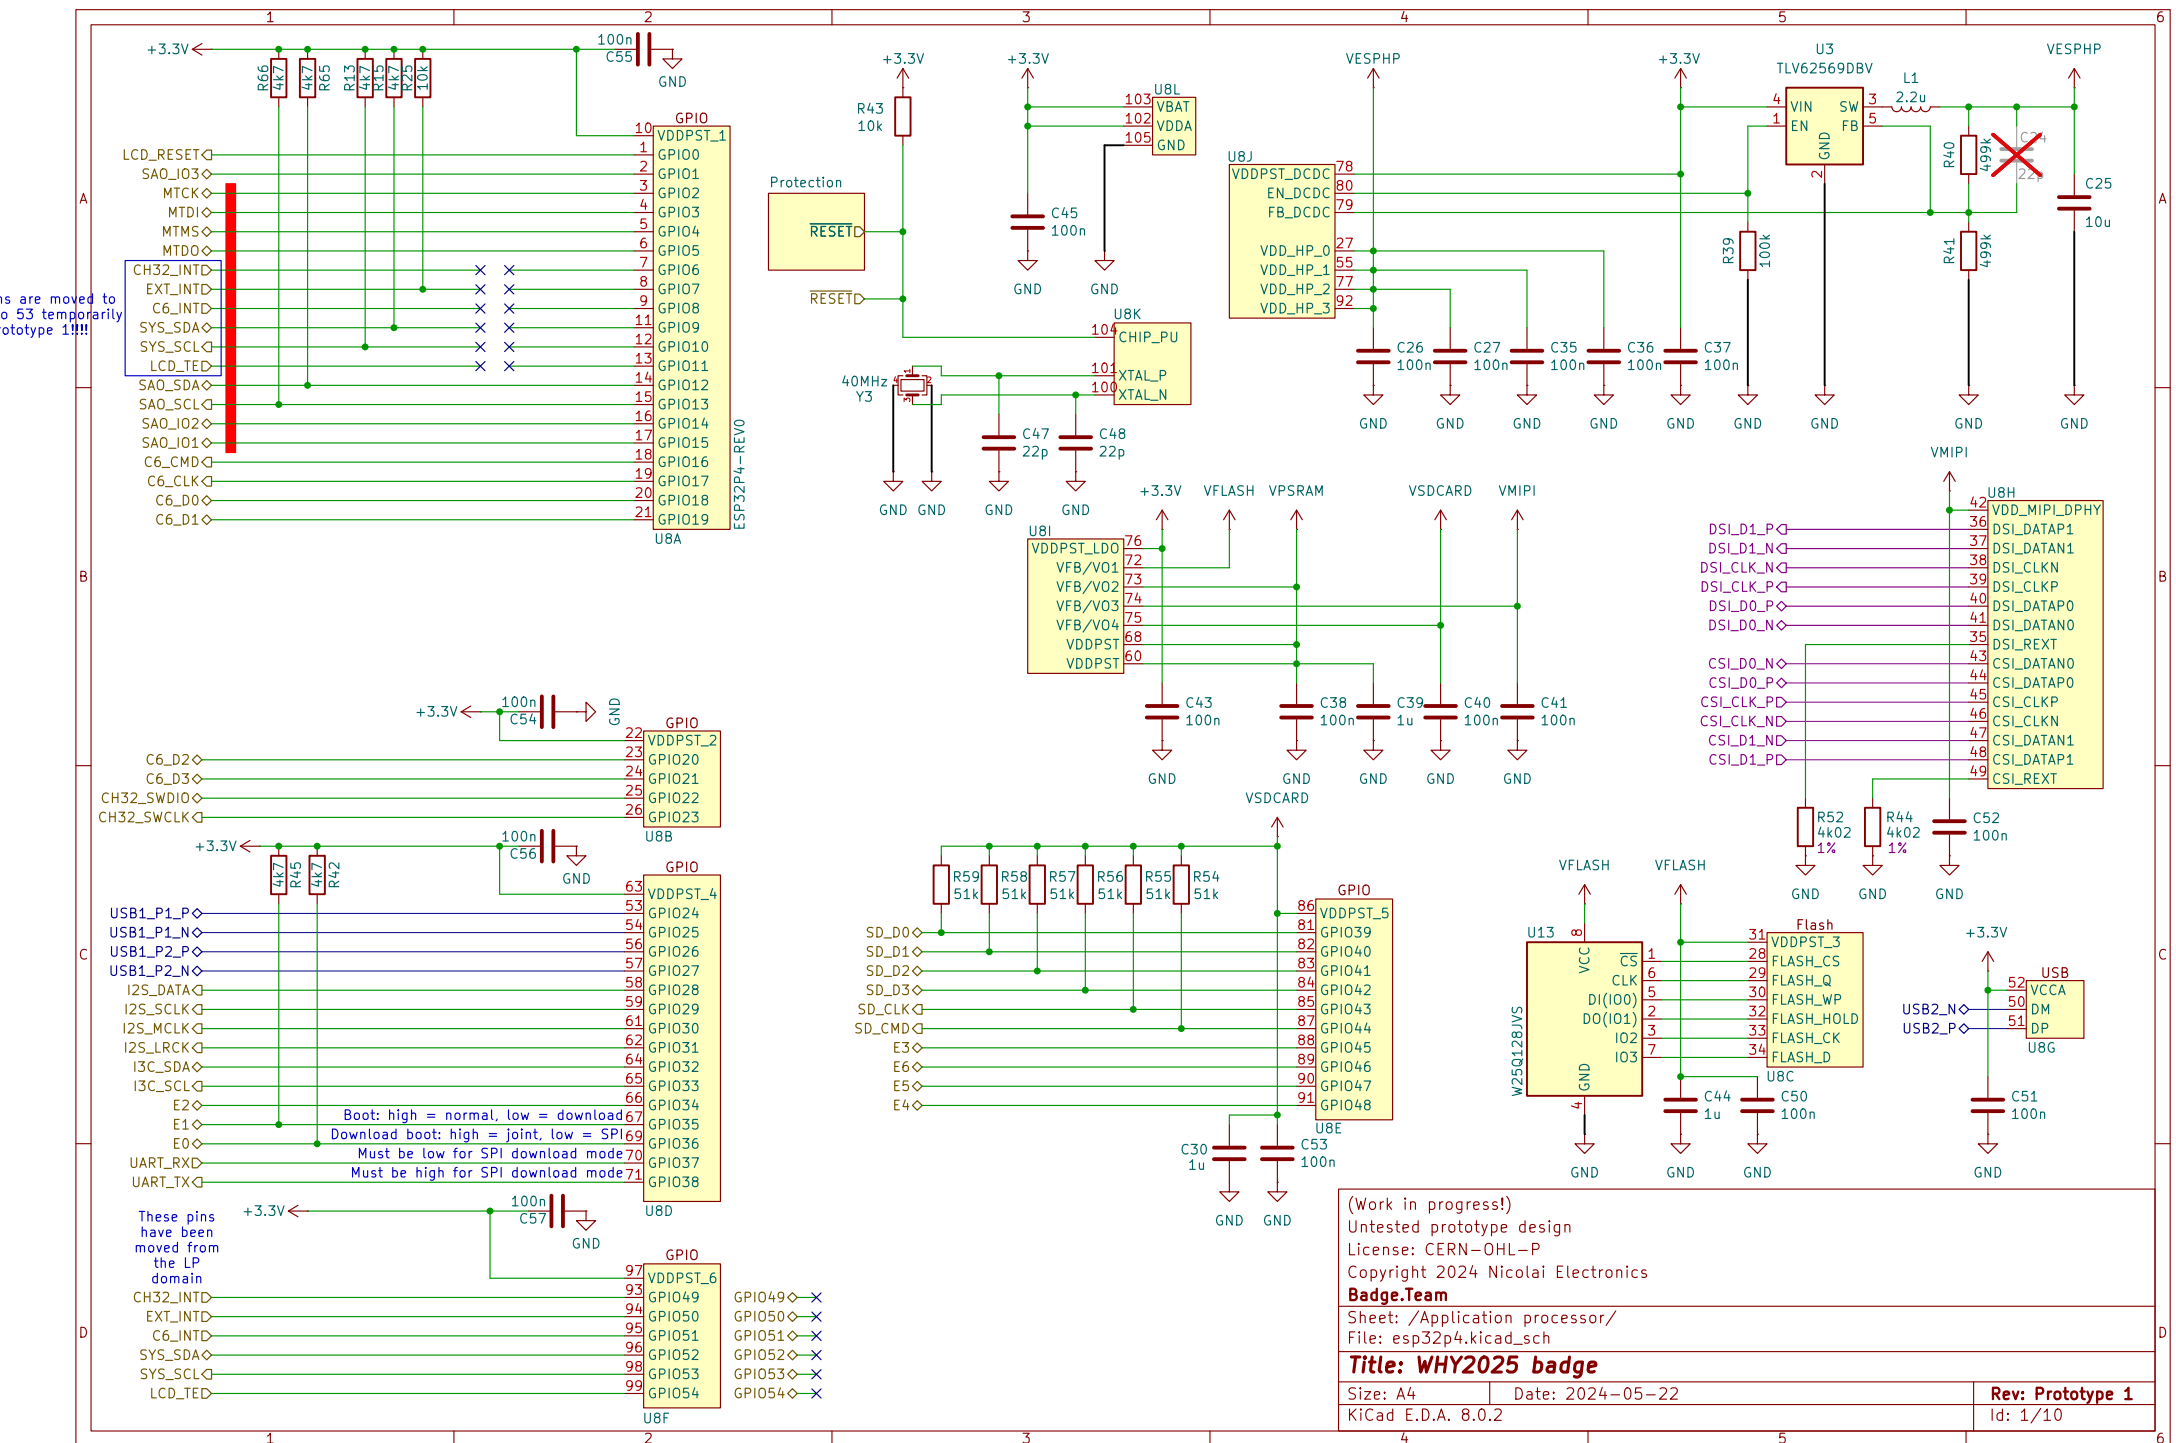 1 2 3 4 5 6
A
B
C
D
+3.3V
R66 4k7
4k7 R65
R13 4k7
R15 4k7
R25 10k
100n
C55
GND
GPIO
10 VDDPST_1
LCD_RESET 1 GPIO0
SAO_IO3 2 GPIO1
MTCK 3 GPIO2
MTDI 4 GPIO3
MTMS 5 GPIO4
MTDO 6 GPIO5
CH32_INT 7 GPIO6
EXT_INT 8 GPIO7
C6_INT 9 GPIO8
SYS_SDA 11 GPIO9
SYS_SCL 12 GPIO10
LCD_TE 13 GPIO11
SAO_SDA 14 GPIO12
SAO_SCL 15 GPIO13
SAO_IO2 16 GPIO14
SAO_IO1 17 GPIO15
C6_CMD 18 GPIO16
C6_CLK 19 GPIO17
C6_D0 20 GPIO18
C6_D1 21 GPIO19
ESP32P4-REV0
U8A
ns are moved to
o 53 temporarily
rototype 1!!!!
+3.3V
R43
10k
Protection
RESET
RESET
+3.3V
U8L
103 VBAT
102 VDDA
105 GND
C45
100n
GND
GND
U8K
104 CHIP_PU
101 XTAL_P
100 XTAL_N
40MHz
Y3
1 2 3 4
C47
22p
C48
22p
GND GND GND GND
VESPHP
U8J
VDDPST_DCDC 78
EN_DCDC 80
FB_DCDC 79
VDD_HP_0 27
VDD_HP_1 55
VDD_HP_2 77
VDD_HP_3 92
C26
100n
C27
100n
C35
100n
C36
100n
C37
100n
GND GND GND GND GND
+3.3V
U3
TLV62569DBV
4 VIN SW 3
1 EN FB 5
GND
2
L1
2.2u
VESPHP
R40 499k
C24
22p
C25
10u
R39 100k
R41 499k
GND GND GND GND
+3.3V VFLASH VPSRAM VSDCARD VMIPI
U8I
VDDPST_LDO 76
VFB/VO1 72
VFB/VO2 73
VFB/VO3 74
VFB/VO4 75
VDDPST 68
VDDPST 60
C43
100n
C38
100n
C39
1u
C40
100n
C41
100n
GND GND GND GND GND
VMIPI
U8H
42 VDD_MIPI_DPHY
DSI_D1_P 36 DSI_DATAP1
DSI_D1_N 37 DSI_DATAN1
DSI_CLK_N 38 DSI_CLKN
DSI_CLK_P 39 DSI_CLKP
DSI_D0_P 40 DSI_DATAP0
DSI_D0_N 41 DSI_DATAN0
35 DSI_REXT
CSI_D0_N 43 CSI_DATAN0
CSI_D0_P 44 CSI_DATAP0
CSI_CLK_P 45 CSI_CLKP
CSI_CLK_N 46 CSI_CLKN
CSI_D1_N 47 CSI_DATAN1
CSI_D1_P 48 CSI_DATAP1
49 CSI_REXT
R52
4k02
1%
R44
4k02
1%
C52
100n
GND GND GND
+3.3V
100n
C54
GND
GPIO
22 VDDPST_2
C6_D2 23 GPIO20
C6_D3 24 GPIO21
CH32_SWDIO 25 GPIO22
CH32_SWCLK 26 GPIO23
U8B
+3.3V
4k7 R45
4k7 R42
100n
C56
GND
GPIO
63 VDDPST_4
USB1_P1_P 53 GPIO24
USB1_P1_N 54 GPIO25
USB1_P2_P 56 GPIO26
USB1_P2_N 57 GPIO27
I2S_DATA 58 GPIO28
I2S_SCLK 59 GPIO29
I2S_MCLK 61 GPIO30
I2S_LRCK 62 GPIO31
I3C_SDA 64 GPIO32
I3C_SCL 65 GPIO33
E2 66 GPIO34
Boot: high = normal, low = download
E1 67 GPIO35
Download boot: high = joint, low = SPI
E0 69 GPIO36
Must be low for SPI download mode
UART_RX 70 GPIO37
Must be high for SPI download mode
UART_TX 71 GPIO38
U8D
VSDCARD
R59
51k
R58
51k
R57
51k
R56
51k
R55
51k
R54
51k
GPIO
86 VDDPST_5
SD_D0 81 GPIO39
SD_D1 82 GPIO40
SD_D2 83 GPIO41
SD_D3 84 GPIO42
SD_CLK 85 GPIO43
SD_CMD 87 GPIO44
E3 88 GPIO45
E6 89 GPIO46
E5 90 GPIO47
E4 91 GPIO48
U8E
C30
1u
C53
100n
GND GND
VFLASH VFLASH
U13
W25Q128JVS
8 VCC
CS 1
CLK 6
DI(IO0) 5
DO(IO1) 2
IO2 3
IO3 7
GND 4
Flash
31 VDDPST_3
28 FLASH_CS
29 FLASH_Q
30 FLASH_WP
32 FLASH_HOLD
33 FLASH_CK
34 FLASH_D
U8C
C44
1u
C50
100n
GND GND GND
+3.3V
USB
52 VCCA
USB2_N 50 DM
USB2_P 51 DP
U8G
C51
100n
GND
These pins
have been
moved from
the LP
domain
+3.3V
100n
C57
GND
GPIO
97 VDDPST_6
CH32_INT 93 GPIO49
EXT_INT 94 GPIO50
C6_INT 95 GPIO51
SYS_SDA 96 GPIO52
SYS_SCL 98 GPIO53
LCD_TE 99 GPIO54
U8F
GPIO49
GPIO50
GPIO51
GPIO52
GPIO53
GPIO54
(Work in progress!)
Untested prototype design
License: CERN-OHL-P
Copyright 2024 Nicolai Electronics
Badge.Team
Sheet: /Application processor/
File: esp32p4.kicad_sch
Title: WHY2025 badge
Size: A4 Date: 2024-05-22 Rev: Prototype 1
KiCad E.D.A. 8.0.2 Id: 1/10
A
B
C
D
1 2 3 4 5 6